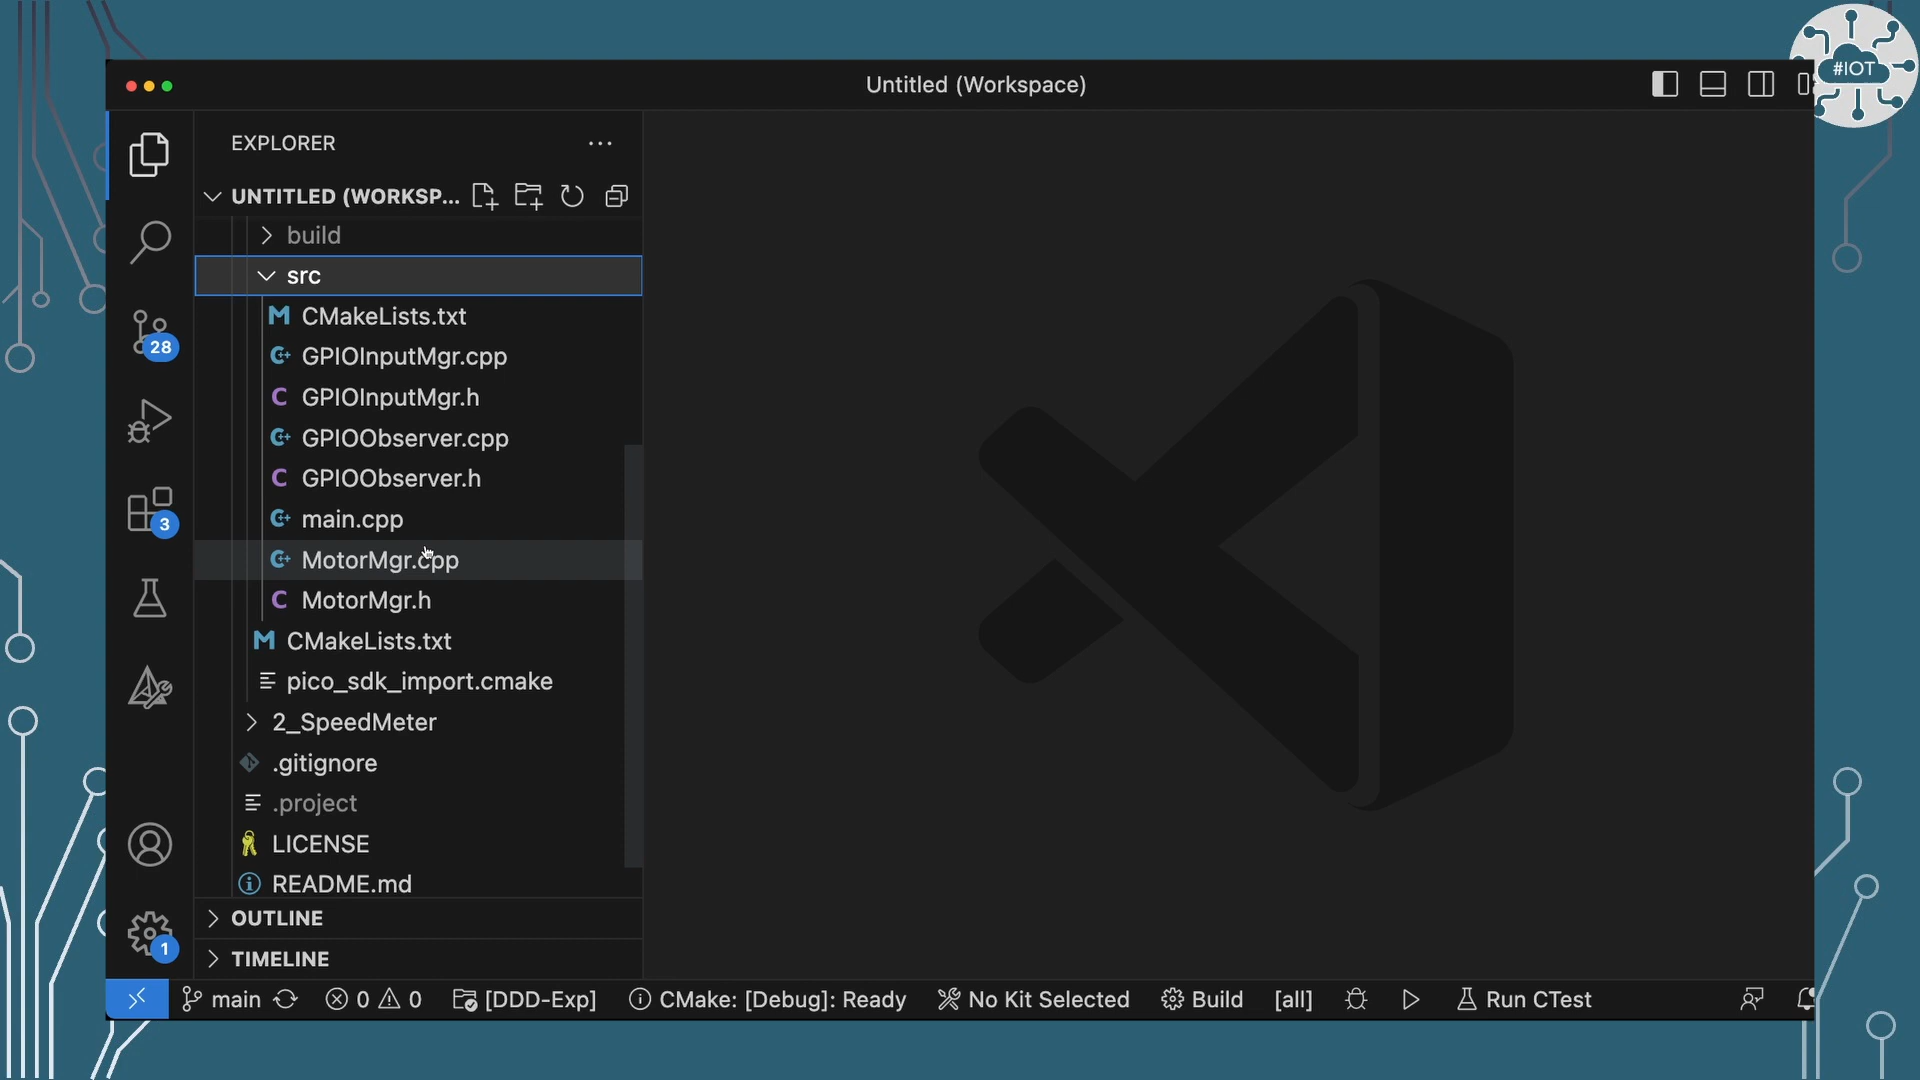 Untitled (Workspace)
#IOT
EXPLORER
UNTITLED (WORKSP...
build
src
CMakeLists.txt
GPIOInputMgr.cpp
GPIOInputMgr.h
GPIOObserver.cpp
GPIOObserver.h
main.cpp
MotorMgr.cpp
MotorMgr.h
CMakeLists.txt
pico_sdk_import.cmake
2_SpeedMeter
.gitignore
.project
LICENSE
README.md
OUTLINE
TIMELINE
28
3
1
main 0 0 [DDD-Exp] CMake: [Debug]: Ready No Kit Selected Build [all] Run CTest